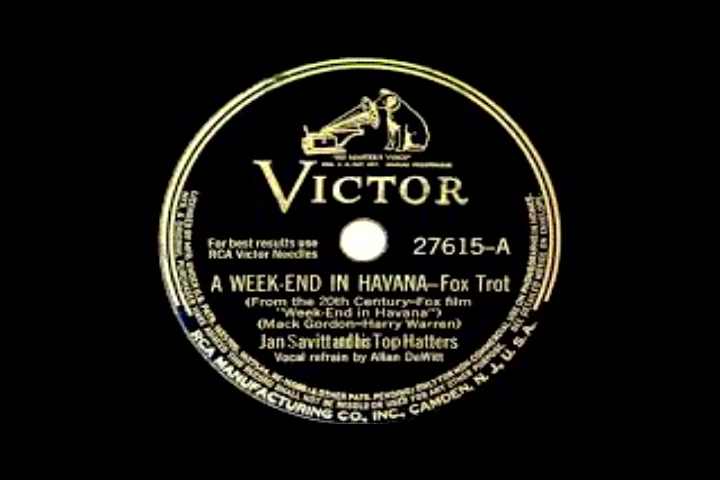 "HIS MASTER'S VOICE"
VICTOR
For best results use
RCA Victor Needles
27615-A
A WEEK-END IN HAVANA—Fox Trot
(From the 20th Century-Fox film
"Week-End in Havana")
(Mack Gordon-Harry Warren)
Jan Savitt and his Top Hatters
Vocal refrain by Allan DeWitt
RCA MANUFACTURING CO., INC., CAMDEN, N. J., U. S. A.